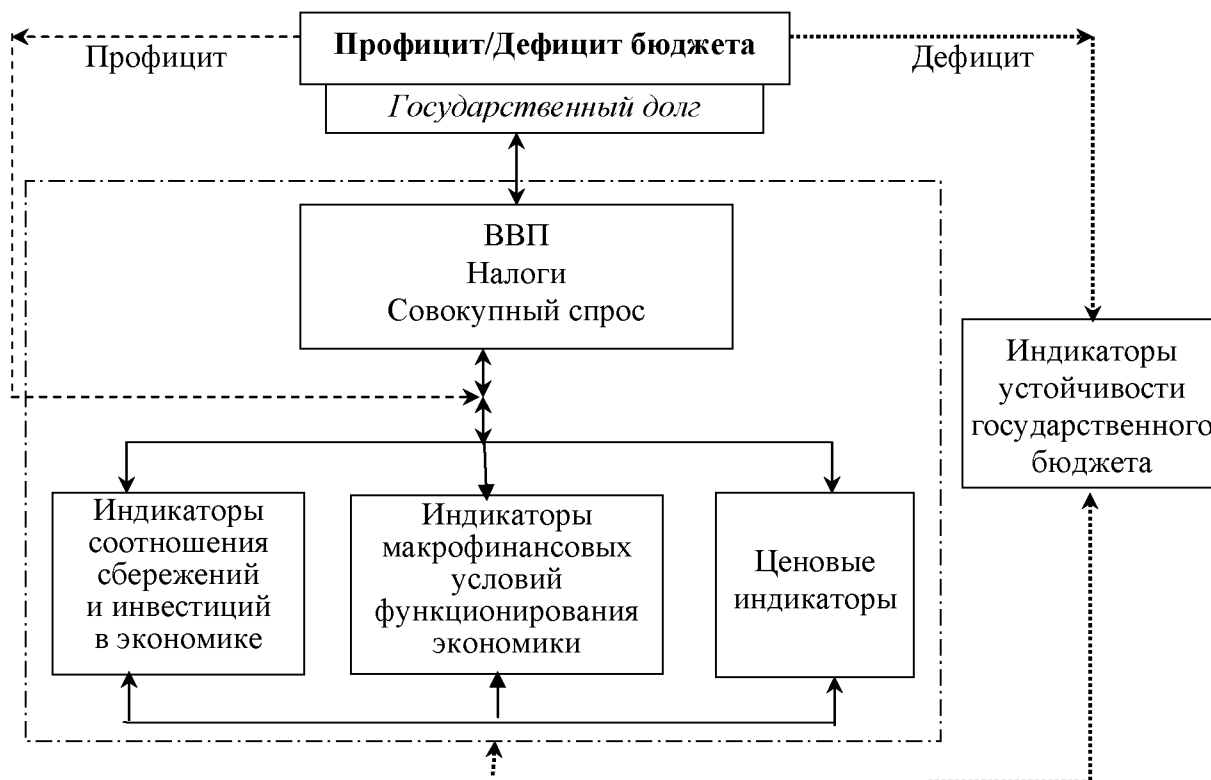 Профицит/Дефицит бюджета
Профицит
Дефицит
Государственный долг
ВВП
Налоги
Совокупный спрос
Индикаторы
устойчивости
государственного
бюджета
Индикаторы
соотношения
сбережений
и инвестиций
в экономике
Индикаторы
макрофинансовых
условий
функционирования
экономики
Ценовые
индикаторы